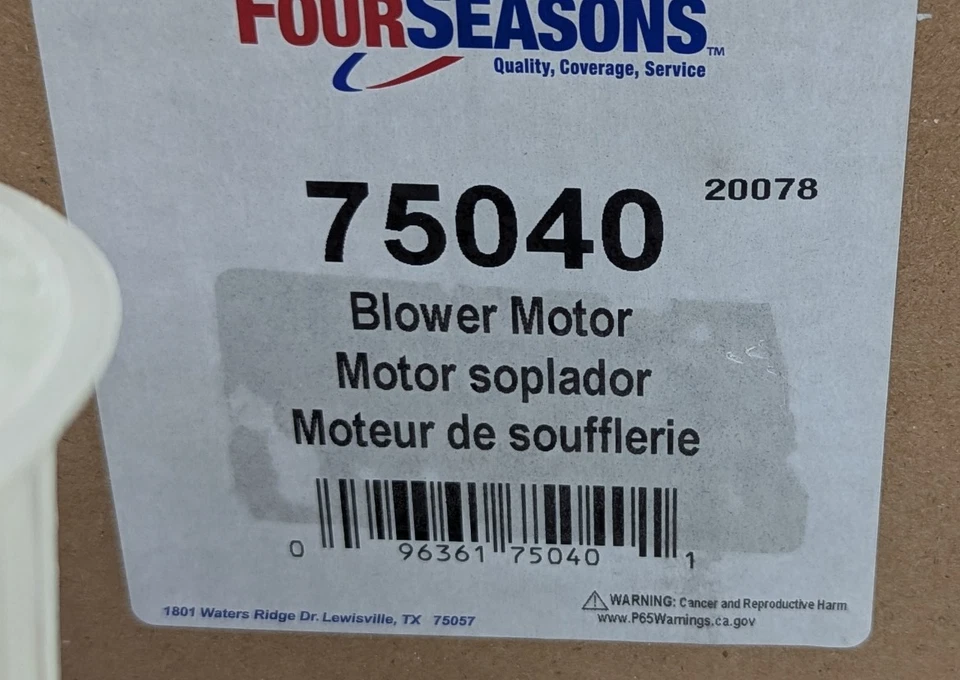 FOURSEASONS™
Quality, Coverage, Service
75040 20078
Blower Motor
Motor soplador
Moteur de soufflerie
0 96361 75040 1
1801 Waters Ridge Dr. Lewisville, TX 75057
WARNING: Cancer and Reproductive Harm
www.P65Warnings.ca.gov